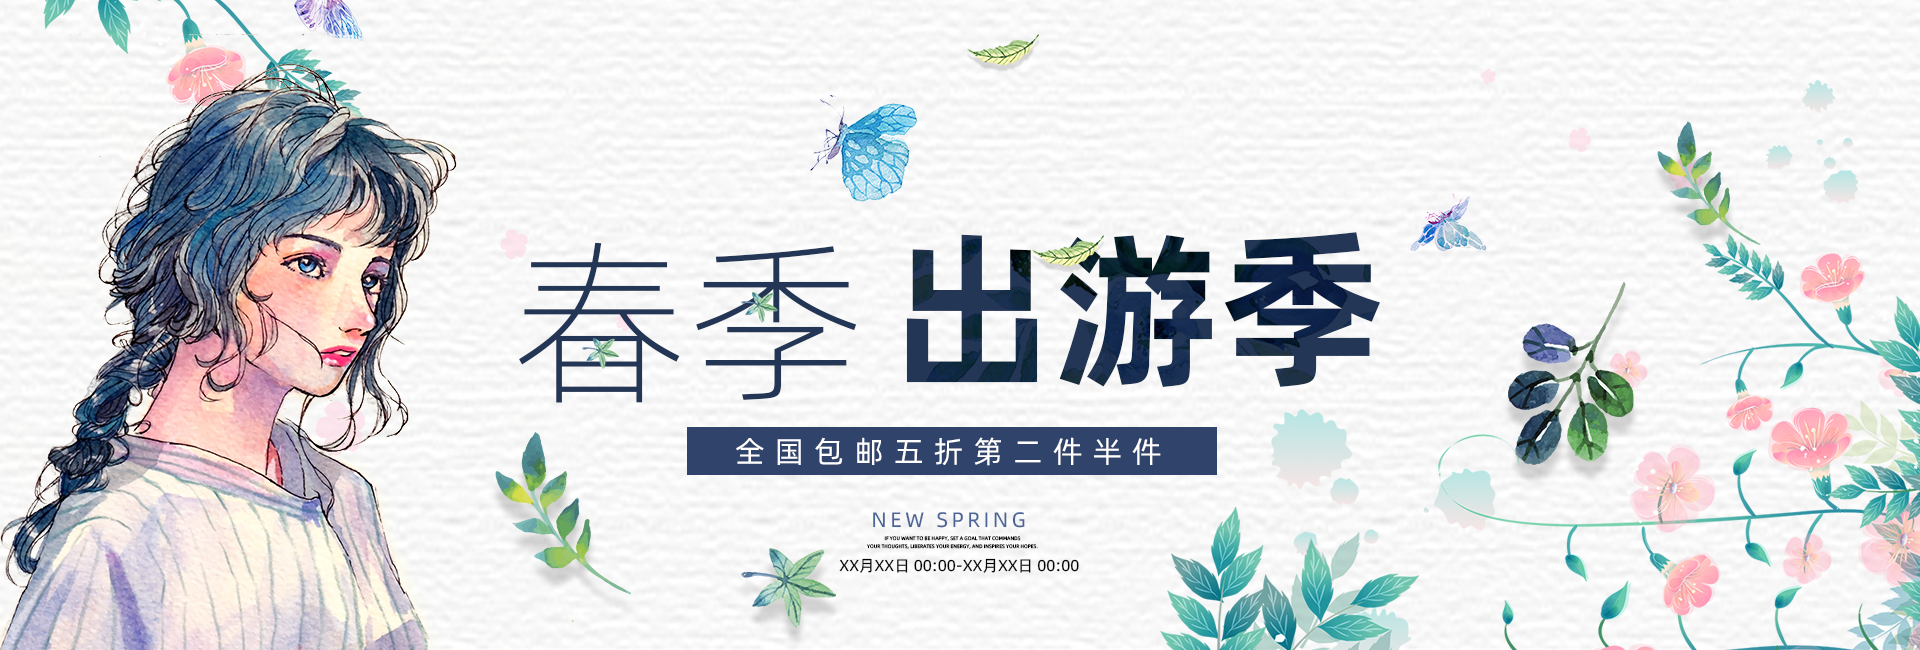 春季 出游季
全国包邮五折第二件半件
NEW SPRING
IF YOU WANT TO BE HAPPY, SET A GOAL THAT COMMANDS
YOUR THOUGHTS, LIBERATES YOUR ENERGY, AND INSPIRES YOUR HOPES.
XX月XX日 00:00-XX月XX日 00:00